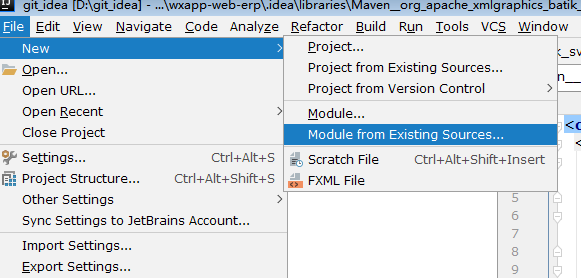 git_idea [D:\git_idea] - ...\wxapp-web-erp\.idea\libraries\Maven__org_apache_xmlgraphics_batik_
File Edit View Navigate Code Analyze Refactor Build Run Tools VCS Window
New
Open...
Open URL...
Open Recent
Close Project
Settings... Ctrl+Alt+S
Project Structure... Ctrl+Alt+Shift+S
Other Settings
Sync Settings to JetBrains Account...
Import Settings...
Export Settings...
Project...
Project from Existing Sources...
Project from Version Control
Module...
Module from Existing Sources...
Scratch File Ctrl+Alt+Shift+Insert
FXML File
5
6
7
8
9